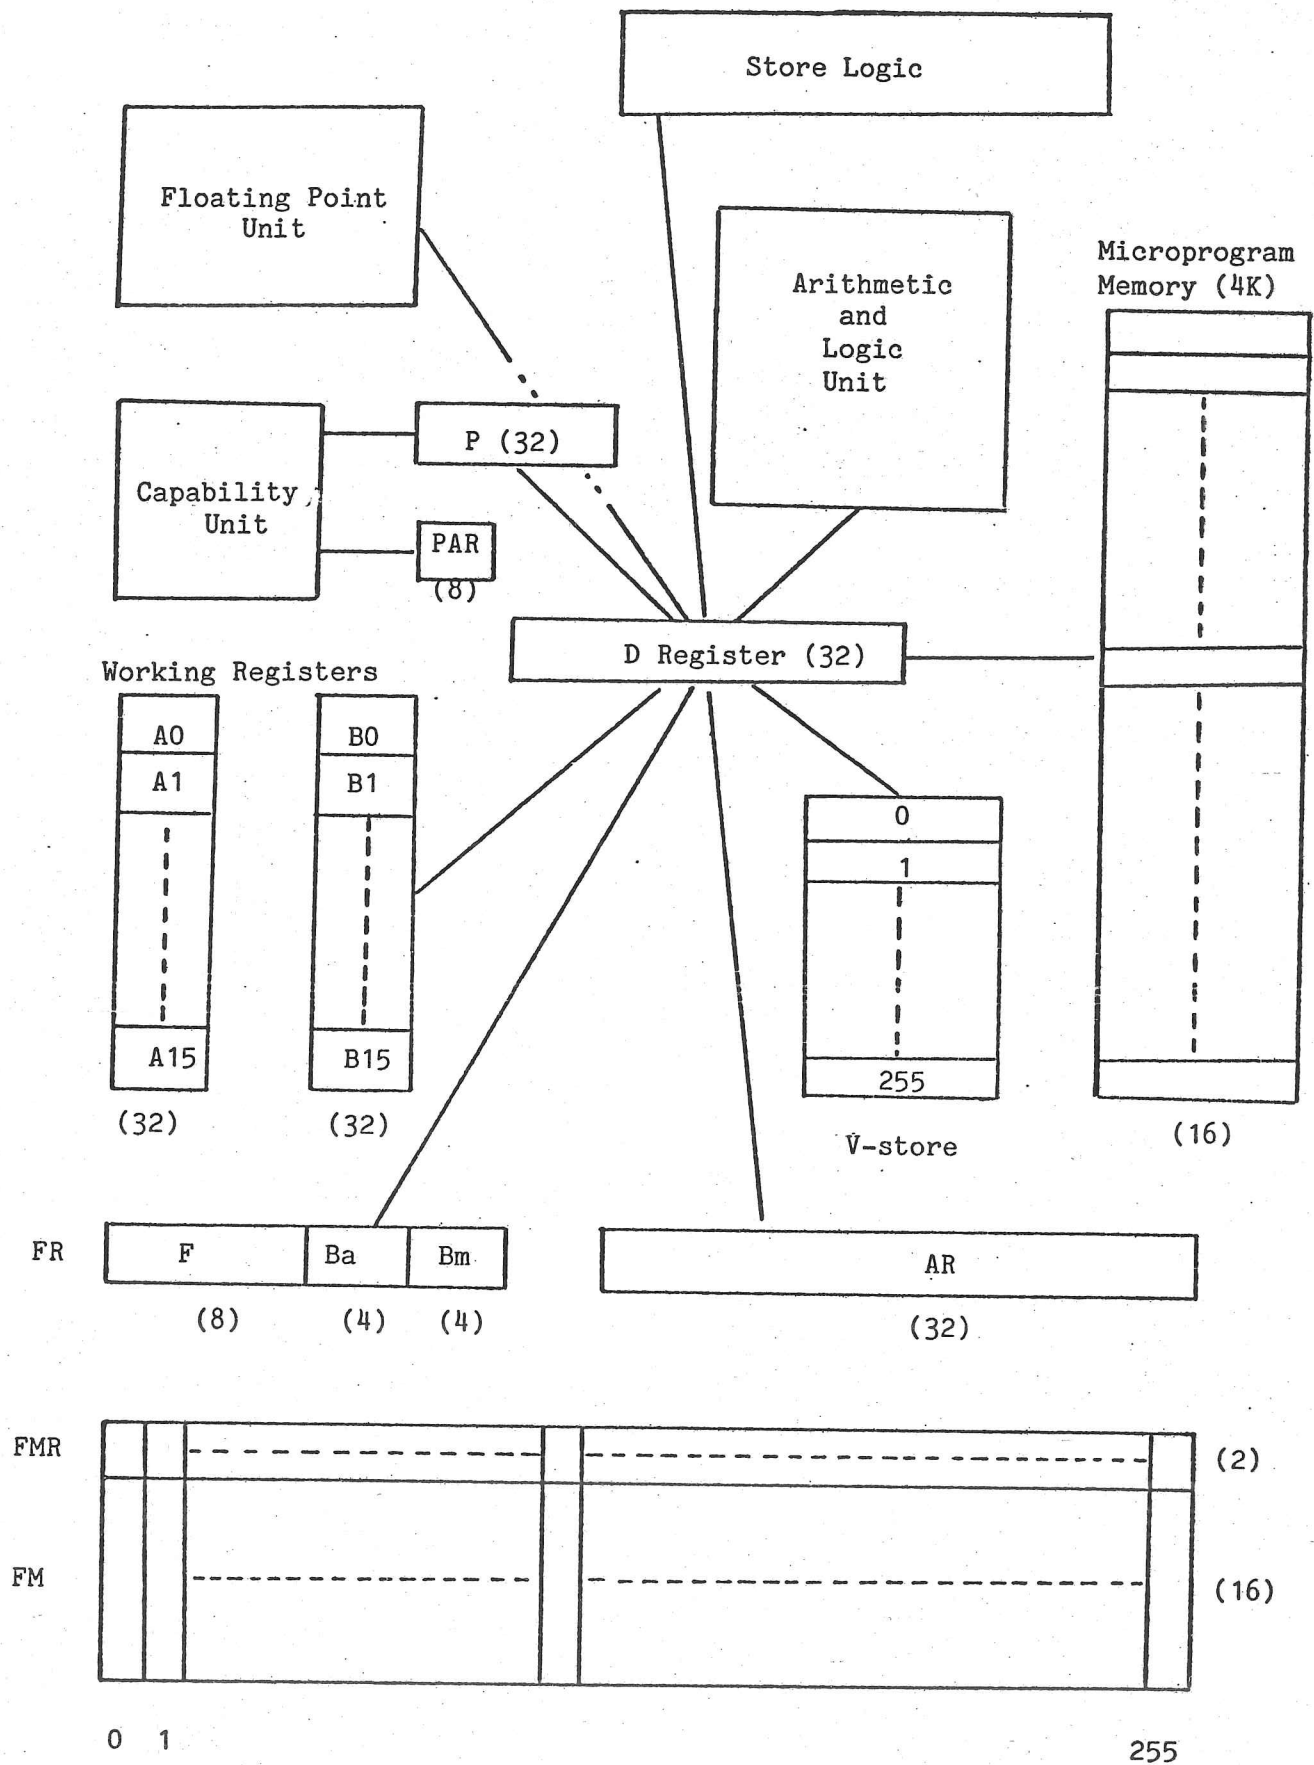 Store Logic
Floating Point
Unit
Arithmetic
and
Logic
Unit
Microprogram
Memory (4K)
P (32)
Capability
Unit
PAR
(8)
D Register (32)
Working Registers
A0
B0
A1
B1
A15
B15
(32)
(32)
0
1
255
V-store
(16)
FR
F
Ba
Bm
AR
(8)
(4)
(4)
(32)
FMR
(2)
FM
(16)
0
1
255